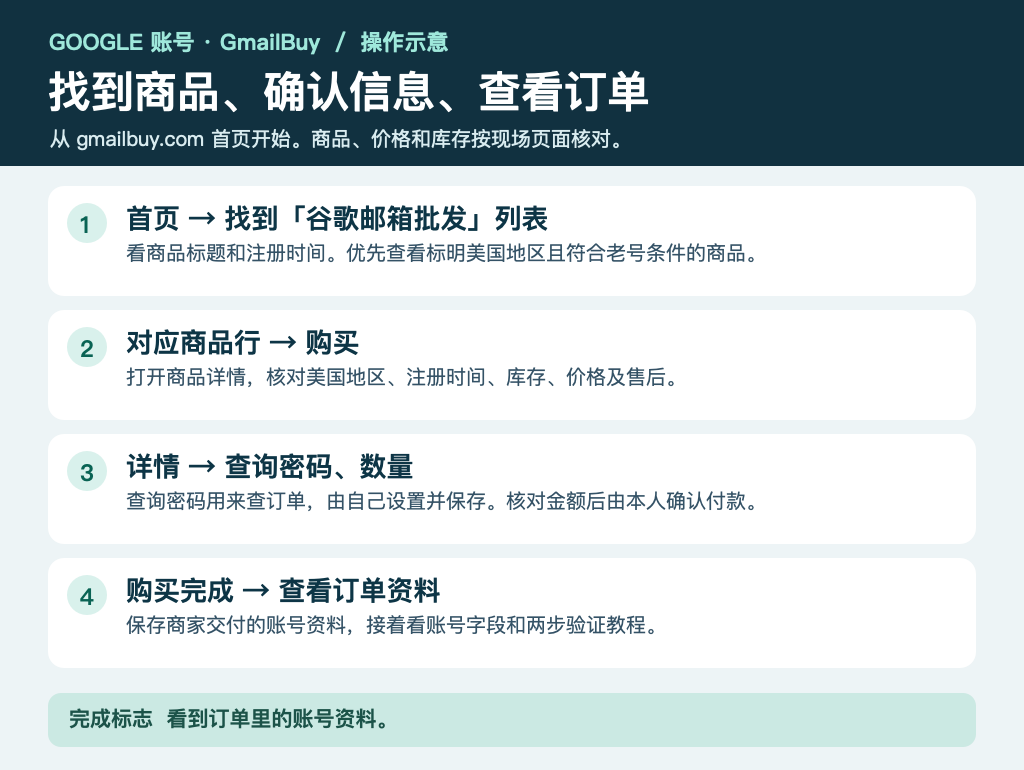 GOOGLE 账号 · GmailBuy / 操作示意
找到商品、确认信息、查看订单
从 gmailbuy.com 首页开始。商品、价格和库存按现场页面核对。
1
首页 → 找到「谷歌邮箱批发」列表
看商品标题和注册时间。优先查看标明美国地区且符合老号条件的商品。
2
对应商品行 → 购买
打开商品详情，核对美国地区、注册时间、库存、价格及售后。
3
详情 → 查询密码、数量
查询密码用来查订单，由自己设置并保存。核对金额后由本人确认付款。
4
购买完成 → 查看订单资料
保存商家交付的账号资料，接着看账号字段和两步验证教程。
完成标志 看到订单里的账号资料。